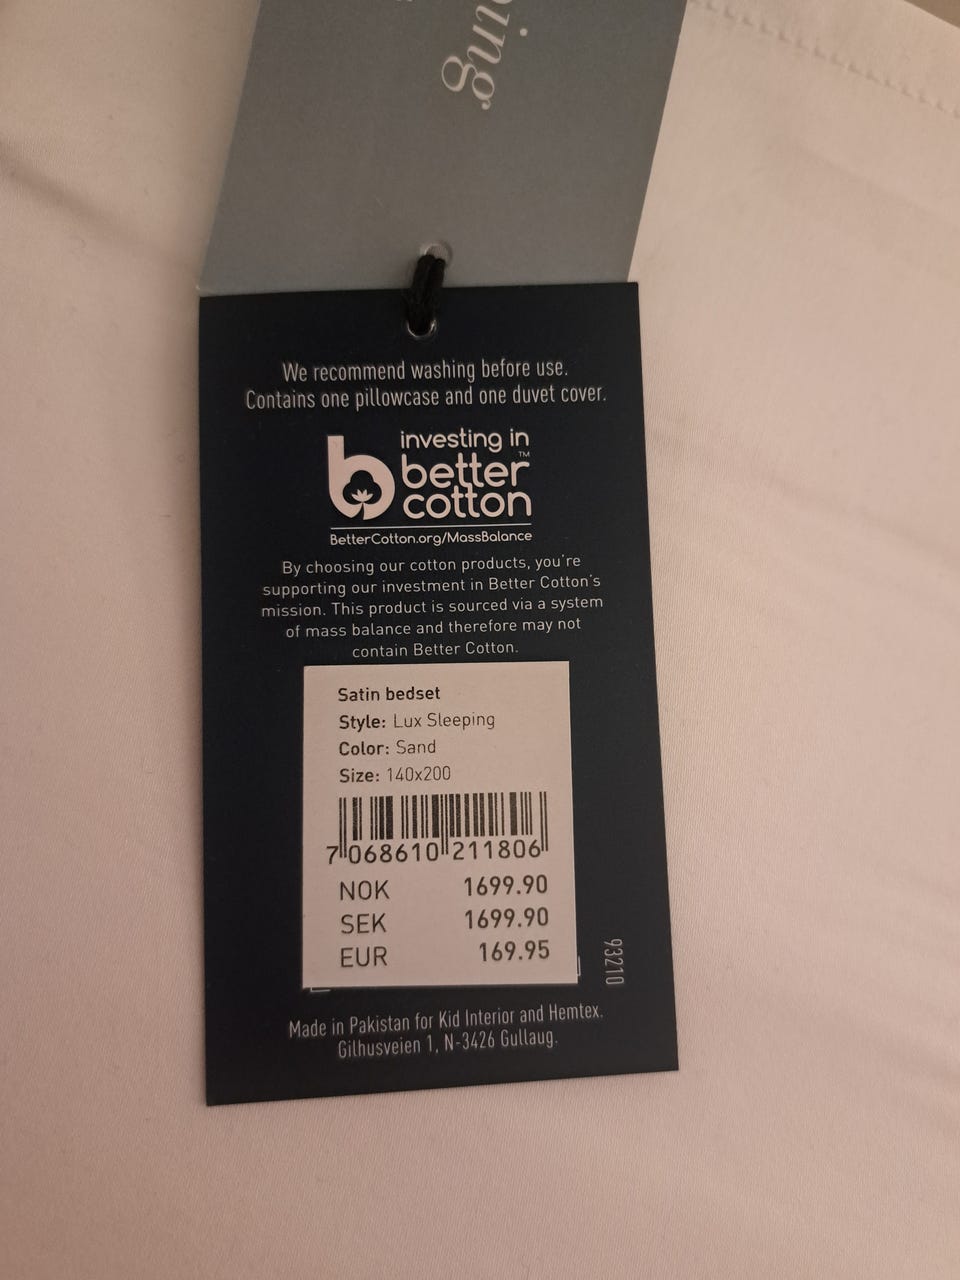 ping
We recommend washing before use.
Contains one pillowcase and one duvet cover.
investing in
better™
cotton
BetterCotton.org/MassBalance
By choosing our cotton products, you're
supporting our investment in Better Cotton's
mission. This product is sourced via a system
of mass balance and therefore may not
contain Better Cotton.
Satin bedset
Style: Lux Sleeping
Color: Sand
Size: 140x200
7 068610 211806
NOK 1699.90
SEK 1699.90
EUR 169.95
93210
Made in Pakistan for Kid Interior and Hemtex.
Gilhusveien 1, N-3426 Gullaug.